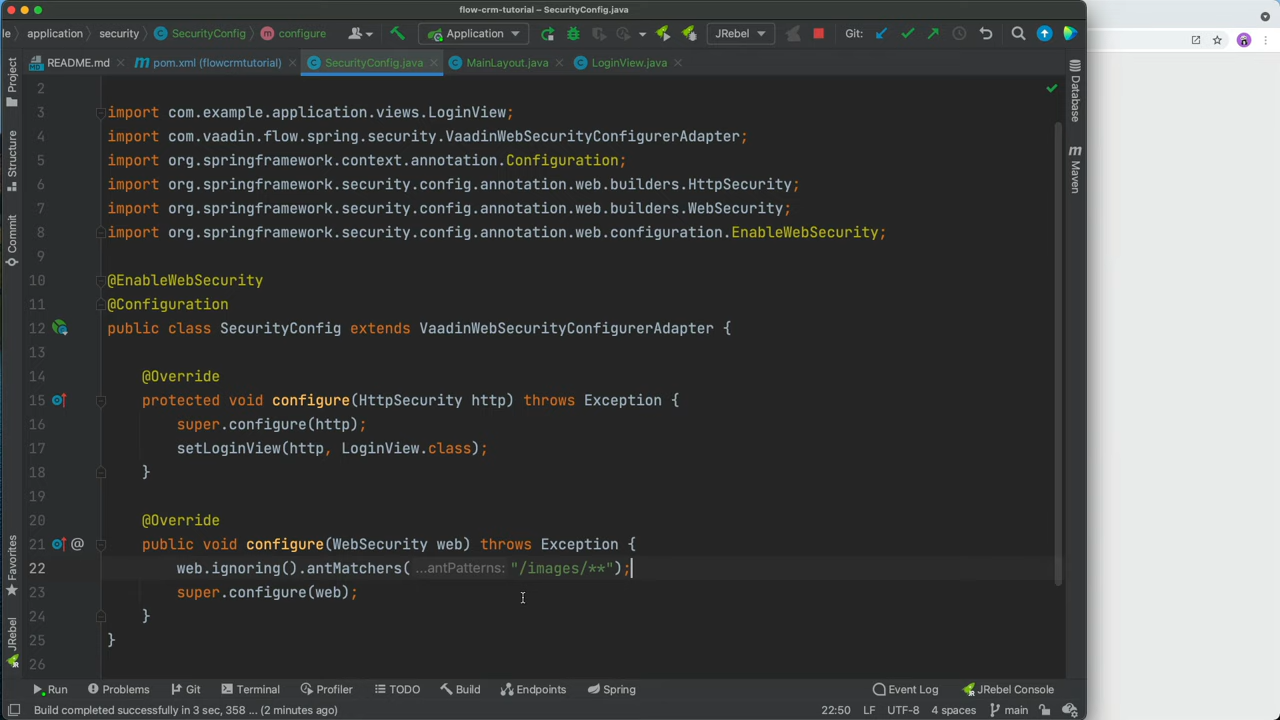 flow-crm-tutorial – SecurityConfig.java
le application security SecurityConfig configure Application JRebel Git:
README.md pom.xml (flowcrmtutorial) SecurityConfig.java MainLayout.java LoginView.java
Project
Structure
Commit
Favorites
JRebel
2
3 import com.example.application.views.LoginView;
4 import com.vaadin.flow.spring.security.VaadinWebSecurityConfigurerAdapter;
5 import org.springframework.context.annotation.Configuration;
6 import org.springframework.security.config.annotation.web.builders.HttpSecurity;
7 import org.springframework.security.config.annotation.web.builders.WebSecurity;
8 import org.springframework.security.config.annotation.web.configuration.EnableWebSecurity;
9
10 @EnableWebSecurity
11 @Configuration
12 public class SecurityConfig extends VaadinWebSecurityConfigurerAdapter {
13
14 @Override
15 protected void configure(HttpSecurity http) throws Exception {
16 super.configure(http);
17 setLoginView(http, LoginView.class);
18 }
19
20 @Override
21 @ public void configure(WebSecurity web) throws Exception {
22 web.ignoring().antMatchers( ...antPatterns: "/images/**");
23 super.configure(web);
24 }
25 }
26
Database
m Maven
Run Problems Git Terminal Profiler TODO Build Endpoints Spring Event Log JRebel Console
Build completed successfully in 3 sec, 358 ... (2 minutes ago) 22:50 LF UTF-8 4 spaces main